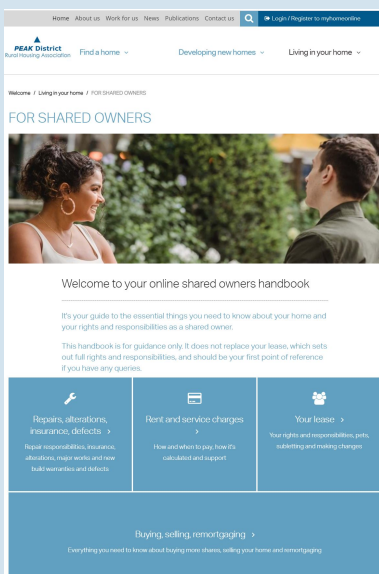 Home About us Work for us News Publications Contact us Login / Register to myhomeonline
PEAK District
Rural Housing Association
Find a home Developing new homes Living in your home
Welcome / Living in your home / FOR SHARED OWNERS
FOR SHARED OWNERS
Welcome to your online shared owners handbook
It's your guide to the essential things you need to know about your home and
your rights and responsibilities as a shared owner.
This handbook is for guidance only. It does not replace your lease, which sets
out full rights and responsibilities, and should be your first point of reference
if you have any queries.
Repairs, alterations,
insurance, defects >
Repair responsibilities, insurance,
alterations, major works and new
build warranties and defects
Rent and service charges
>
How and when to pay, how it's
calculated and support
Your lease >
Your rights and responsibilities, pets,
subletting and making changes
Buying, selling, remortgaging >
Everything you need to know about buying more shares, selling your home and remortgaging